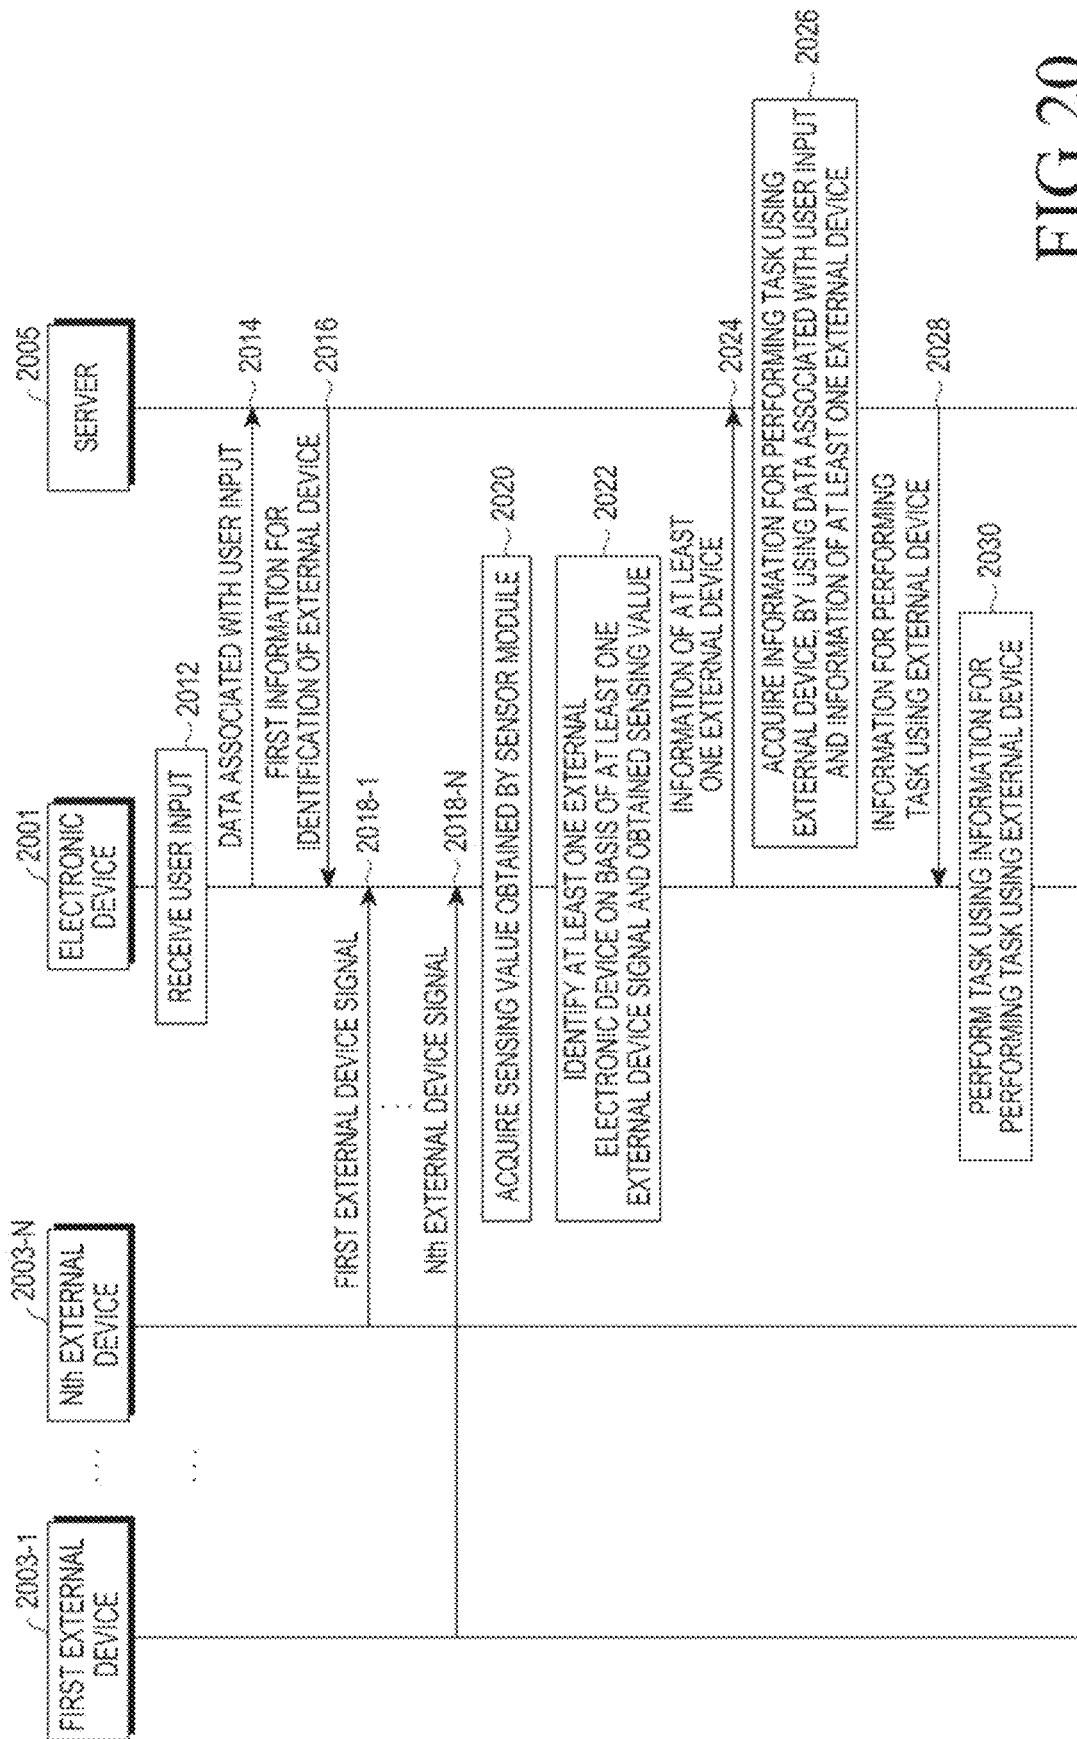 2003-1
FIRST EXTERNAL
DEVICE
...
...
2003-N
Nth EXTERNAL
DEVICE
2001
ELECTRONIC
DEVICE
2005
SERVER
RECEIVE USER INPUT
2012
DATA ASSOCIATED WITH USER INPUT
2014
FIRST INFORMATION FOR
IDENTIFICATION OF EXTERNAL DEVICE
2016
FIRST EXTERNAL DEVICE SIGNAL
2018-1
...
Nth EXTERNAL DEVICE SIGNAL
2018-N
ACQUIRE SENSING VALUE OBTAINED BY SENSOR MODULE
2020
IDENTIFY AT LEAST ONE EXTERNAL
ELECTRONIC DEVICE ON BASIS OF AT LEAST ONE
EXTERNAL DEVICE SIGNAL AND OBTAINED SENSING VALUE
2022
INFORMATION OF AT LEAST
ONE EXTERNAL DEVICE
2024
ACQUIRE INFORMATION FOR PERFORMING TASK USING
EXTERNAL DEVICE, BY USING DATA ASSOCIATED WITH USER INPUT
AND INFORMATION OF AT LEAST ONE EXTERNAL DEVICE
2026
INFORMATION FOR PERFORMING
TASK USING EXTERNAL DEVICE
2028
PERFORM TASK USING INFORMATION FOR
PERFORMING TASK USING EXTERNAL DEVICE
2030
FIG 20